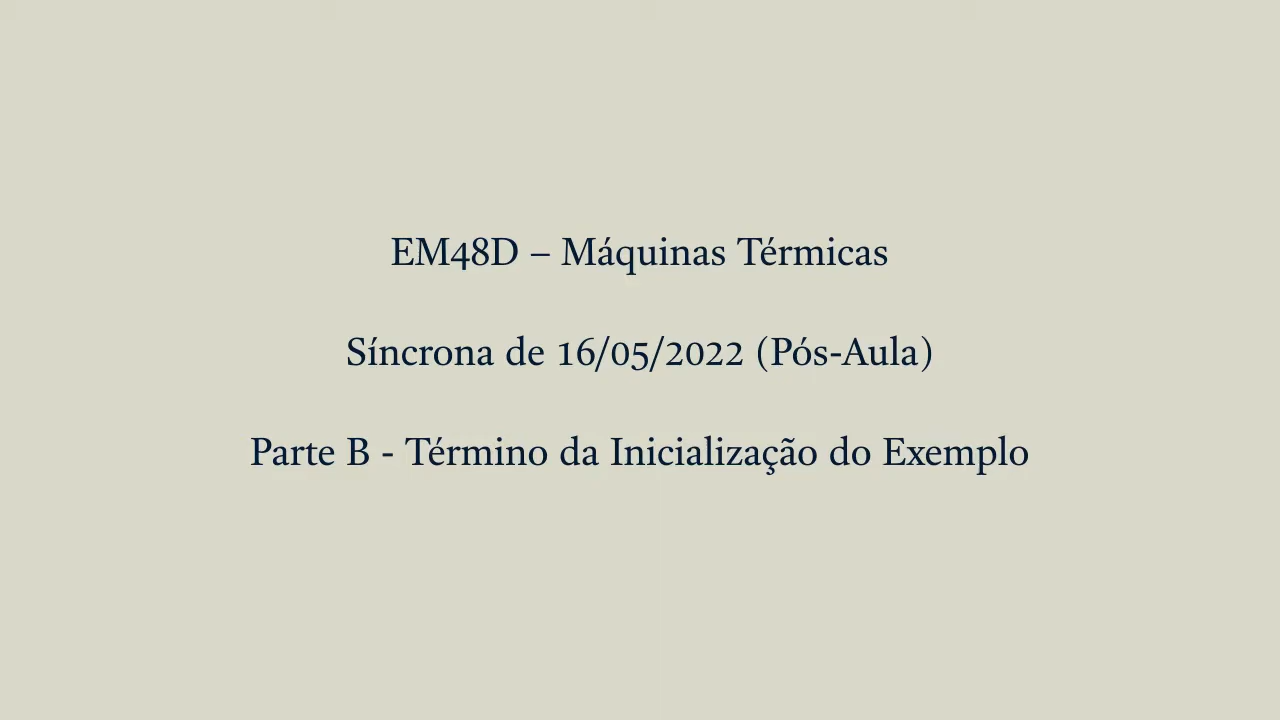 EM48D – Máquinas Térmicas
Síncrona de 16/05/2022 (Pós-Aula)
Parte B - Término da Inicialização do Exemplo